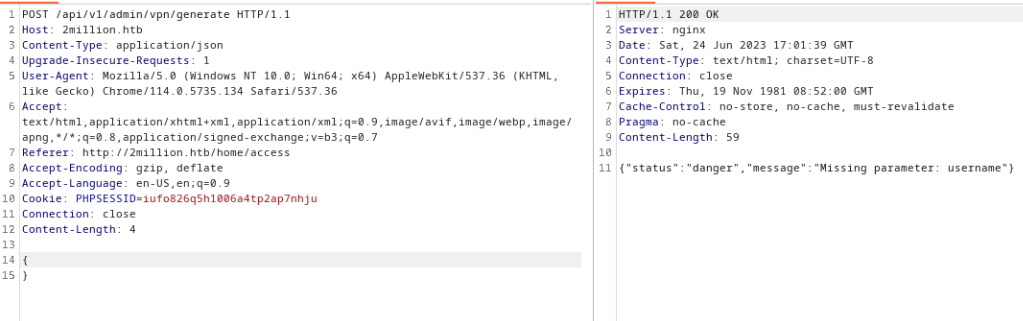 1 POST /api/v1/admin/vpn/generate HTTP/1.1
2 Host: 2million.htb
3 Content-Type: application/json
4 Upgrade-Insecure-Requests: 1
5 User-Agent: Mozilla/5.0 (Windows NT 10.0; Win64; x64) AppleWebKit/537.36 (KHTML,
like Gecko) Chrome/114.0.5735.134 Safari/537.36
6 Accept:
text/html,application/xhtml+xml,application/xml;q=0.9,image/avif,image/webp,image/
apng,*/*;q=0.8,application/signed-exchange;v=b3;q=0.7
7 Referer: http://2million.htb/home/access
8 Accept-Encoding: gzip, deflate
9 Accept-Language: en-US,en;q=0.9
10 Cookie: PHPSESSID=iufo826q5h1006a4tp2ap7nhju
11 Connection: close
12 Content-Length: 4
13
14 {
15 }
1 HTTP/1.1 200 OK
2 Server: nginx
3 Date: Sat, 24 Jun 2023 17:01:39 GMT
4 Content-Type: text/html; charset=UTF-8
5 Connection: close
6 Expires: Thu, 19 Nov 1981 08:52:00 GMT
7 Cache-Control: no-store, no-cache, must-revalidate
8 Pragma: no-cache
9 Content-Length: 59
10
11 {"status":"danger","message":"Missing parameter: username"}